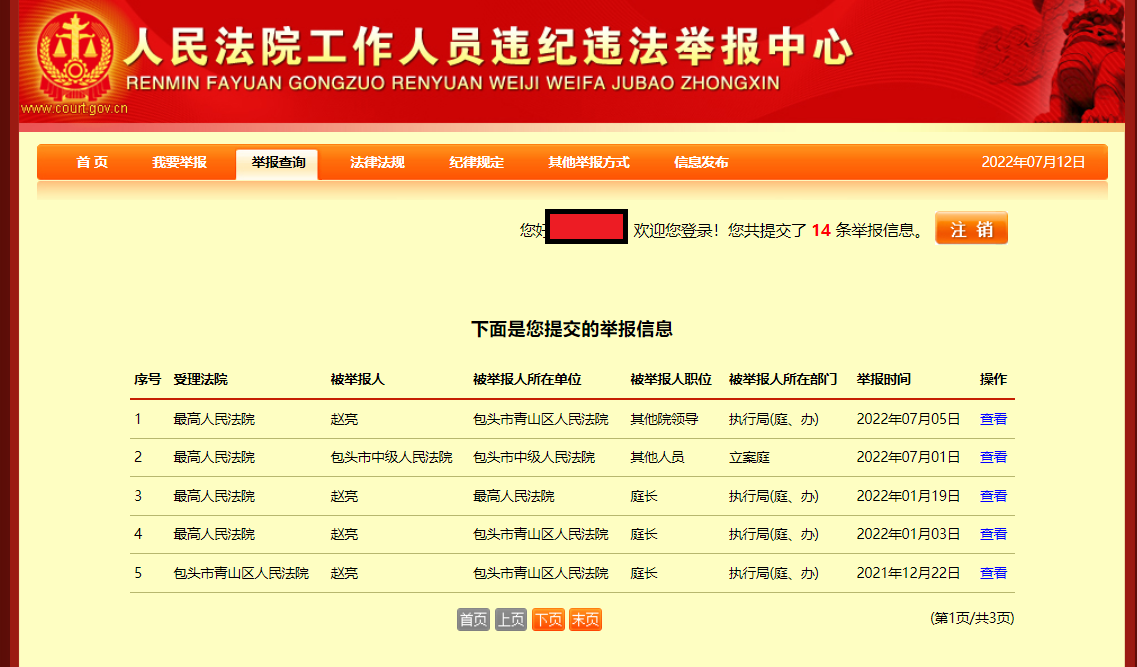 人民法院工作人员违纪违法举报中心
RENMIN FAYUAN GONGZUO RENYUAN WEIJI WEIFA JUBAO ZHONGXIN
www.court.gov.cn
首 页 我要举报 举报查询 法律法规 纪律规定 其他举报方式 信息发布 2022年07月12日
您好 欢迎您登录！您共提交了 14 条举报信息。 注 销
下面是您提交的举报信息
序号 受理法院 被举报人 被举报人所在单位 被举报人职位 被举报人所在部门 举报时间 操作
1 最高人民法院 赵亮 包头市青山区人民法院 其他院领导 执行局(庭、办) 2022年07月05日 查看
2 最高人民法院 包头市中级人民法院 包头市中级人民法院 其他人员 立案庭 2022年07月01日 查看
3 最高人民法院 赵亮 最高人民法院 庭长 执行局(庭、办) 2022年01月19日 查看
4 最高人民法院 赵亮 包头市青山区人民法院 庭长 执行局(庭、办) 2022年01月03日 查看
5 包头市青山区人民法院 赵亮 包头市青山区人民法院 庭长 执行局(庭、办) 2021年12月22日 查看
首页 上页 下页 末页 (第1页/共3页)